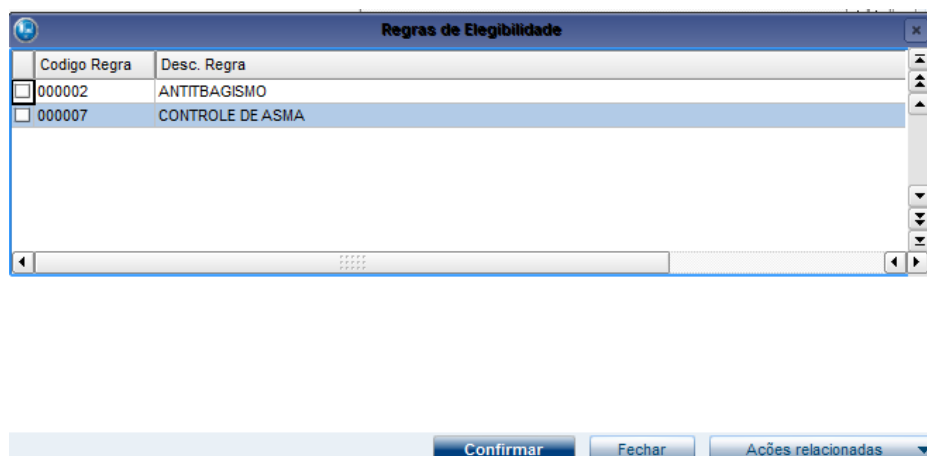 Regras de Elegibilidade
Codigo Regra Desc. Regra
000002 ANTITBAGISMO
000007 CONTROLE DE ASMA
Confirmar Fechar Ações relacionadas